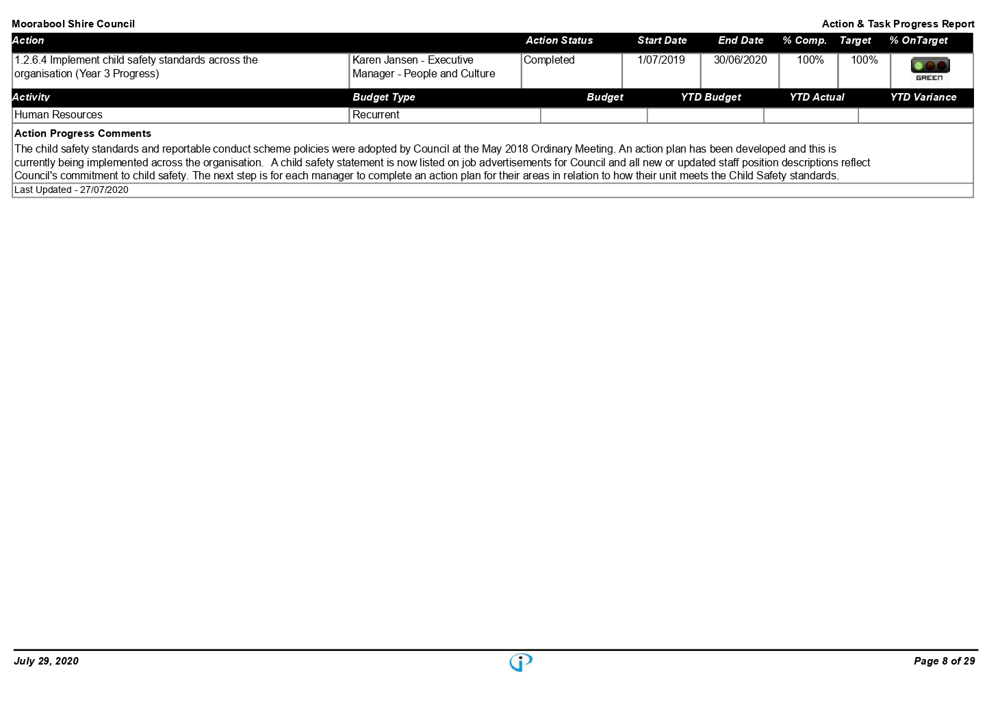 Moorabool Shire Council Action & Task Progress Report
Action Action Status Start Date End Date % Comp. Target % OnTarget
1.2.6.4 Implement child safety standards across the organisation (Year 3 Progress) Karen Jansen - Executive Manager - People and Culture Completed 1/07/2019 30/06/2020 100% 100% GREEN
Activity Budget Type Budget YTD Budget YTD Actual YTD Variance
Human Resources Recurrent
Action Progress Comments
The child safety standards and reportable conduct scheme policies were adopted by Council at the May 2018 Ordinary Meeting. An action plan has been developed and this is
currently being implemented across the organisation.   A child safety statement is now listed on job advertisements for Council and all new or updated staff position descriptions reflect
Council's commitment to child safety. The next step is for each manager to complete an action plan for their areas in relation to how their unit meets the Child Safety standards.
Last Updated - 27/07/2020
July 29, 2020 Page 8 of 29